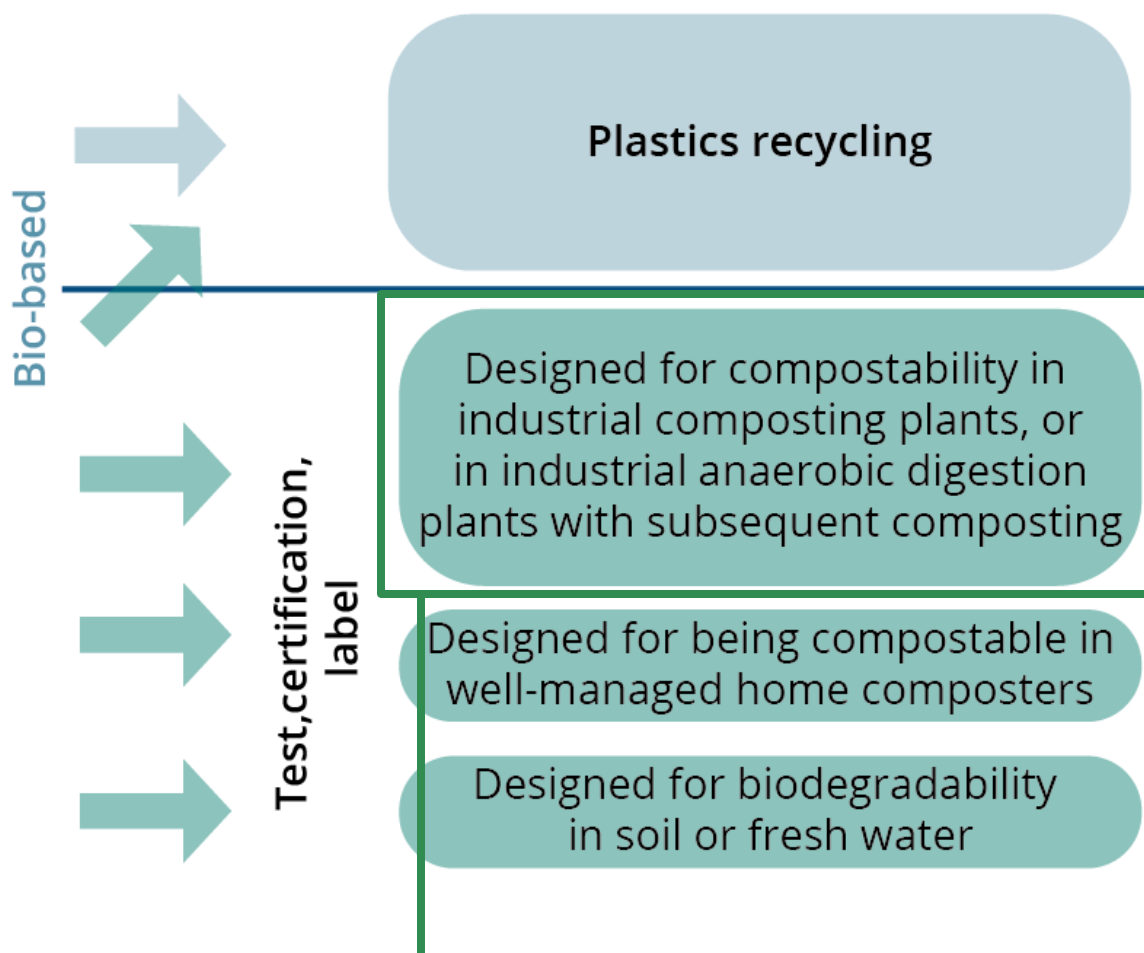 Bio-based
Plastics recycling
Test,certification,
label
Designed for compostability in
industrial composting plants, or
in industrial anaerobic digestion
plants with subsequent composting
Designed for being compostable in
well-managed home composters
Designed for biodegradability
in soil or fresh water